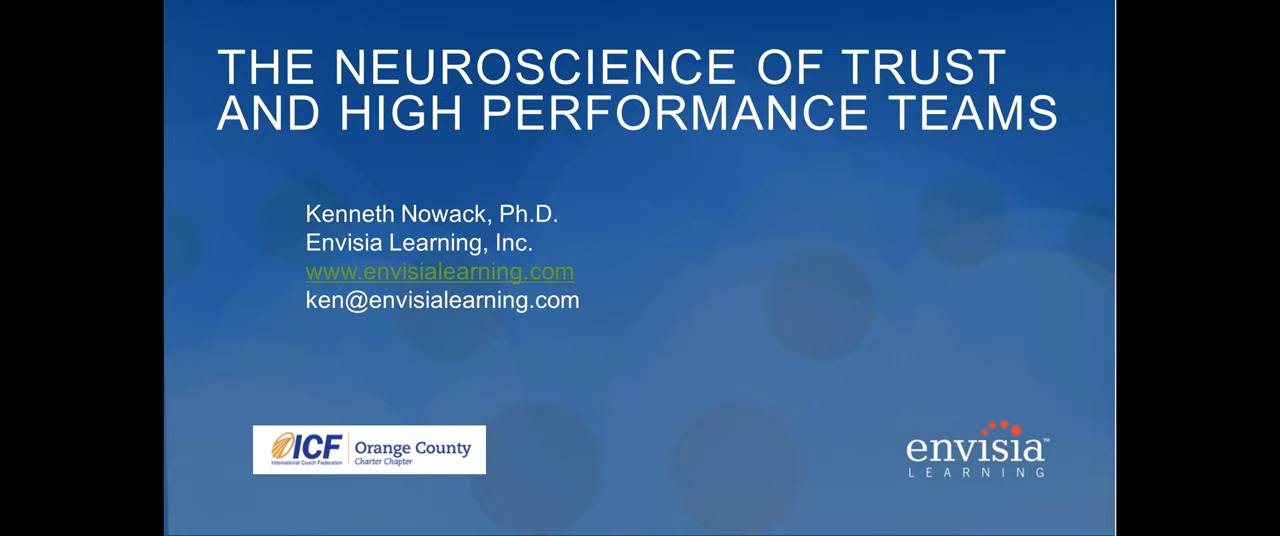 THE NEUROSCIENCE OF TRUST
AND HIGH PERFORMANCE TEAMS
Kenneth Nowack, Ph.D.
Envisia Learning, Inc.
www.envisialearning.com
ken@envisialearning.com
ICF
International Coach Federation
Orange County
Charter Chapter
envisia™
LEARNING